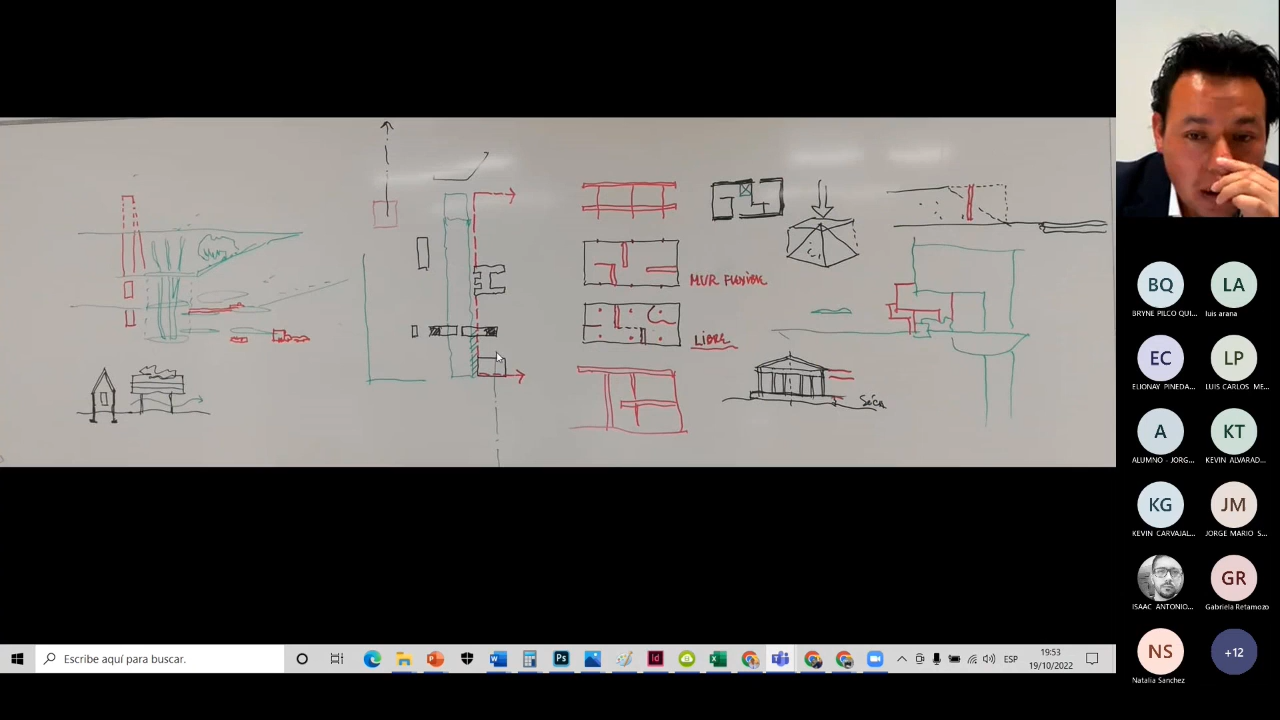 MUR FLEXIBLE
LIBRE
BQ
LA
BRYNE PILCO QUI...
luis arana
EC
LP
ELIONAY PINEDA...
LUIS CARLOS ME...
A
KT
ALUMNO - JORG...
KEVIN ALVARAD...
KG
JM
KEVIN CARVAJAL...
JORGE MARIO S...
GR
ISAAC ANTONIO...
Gabriela Retamozo
NS
+12
Natalia Sanchez
Escribe aquí para buscar.
ESP
19:53
19/10/2022